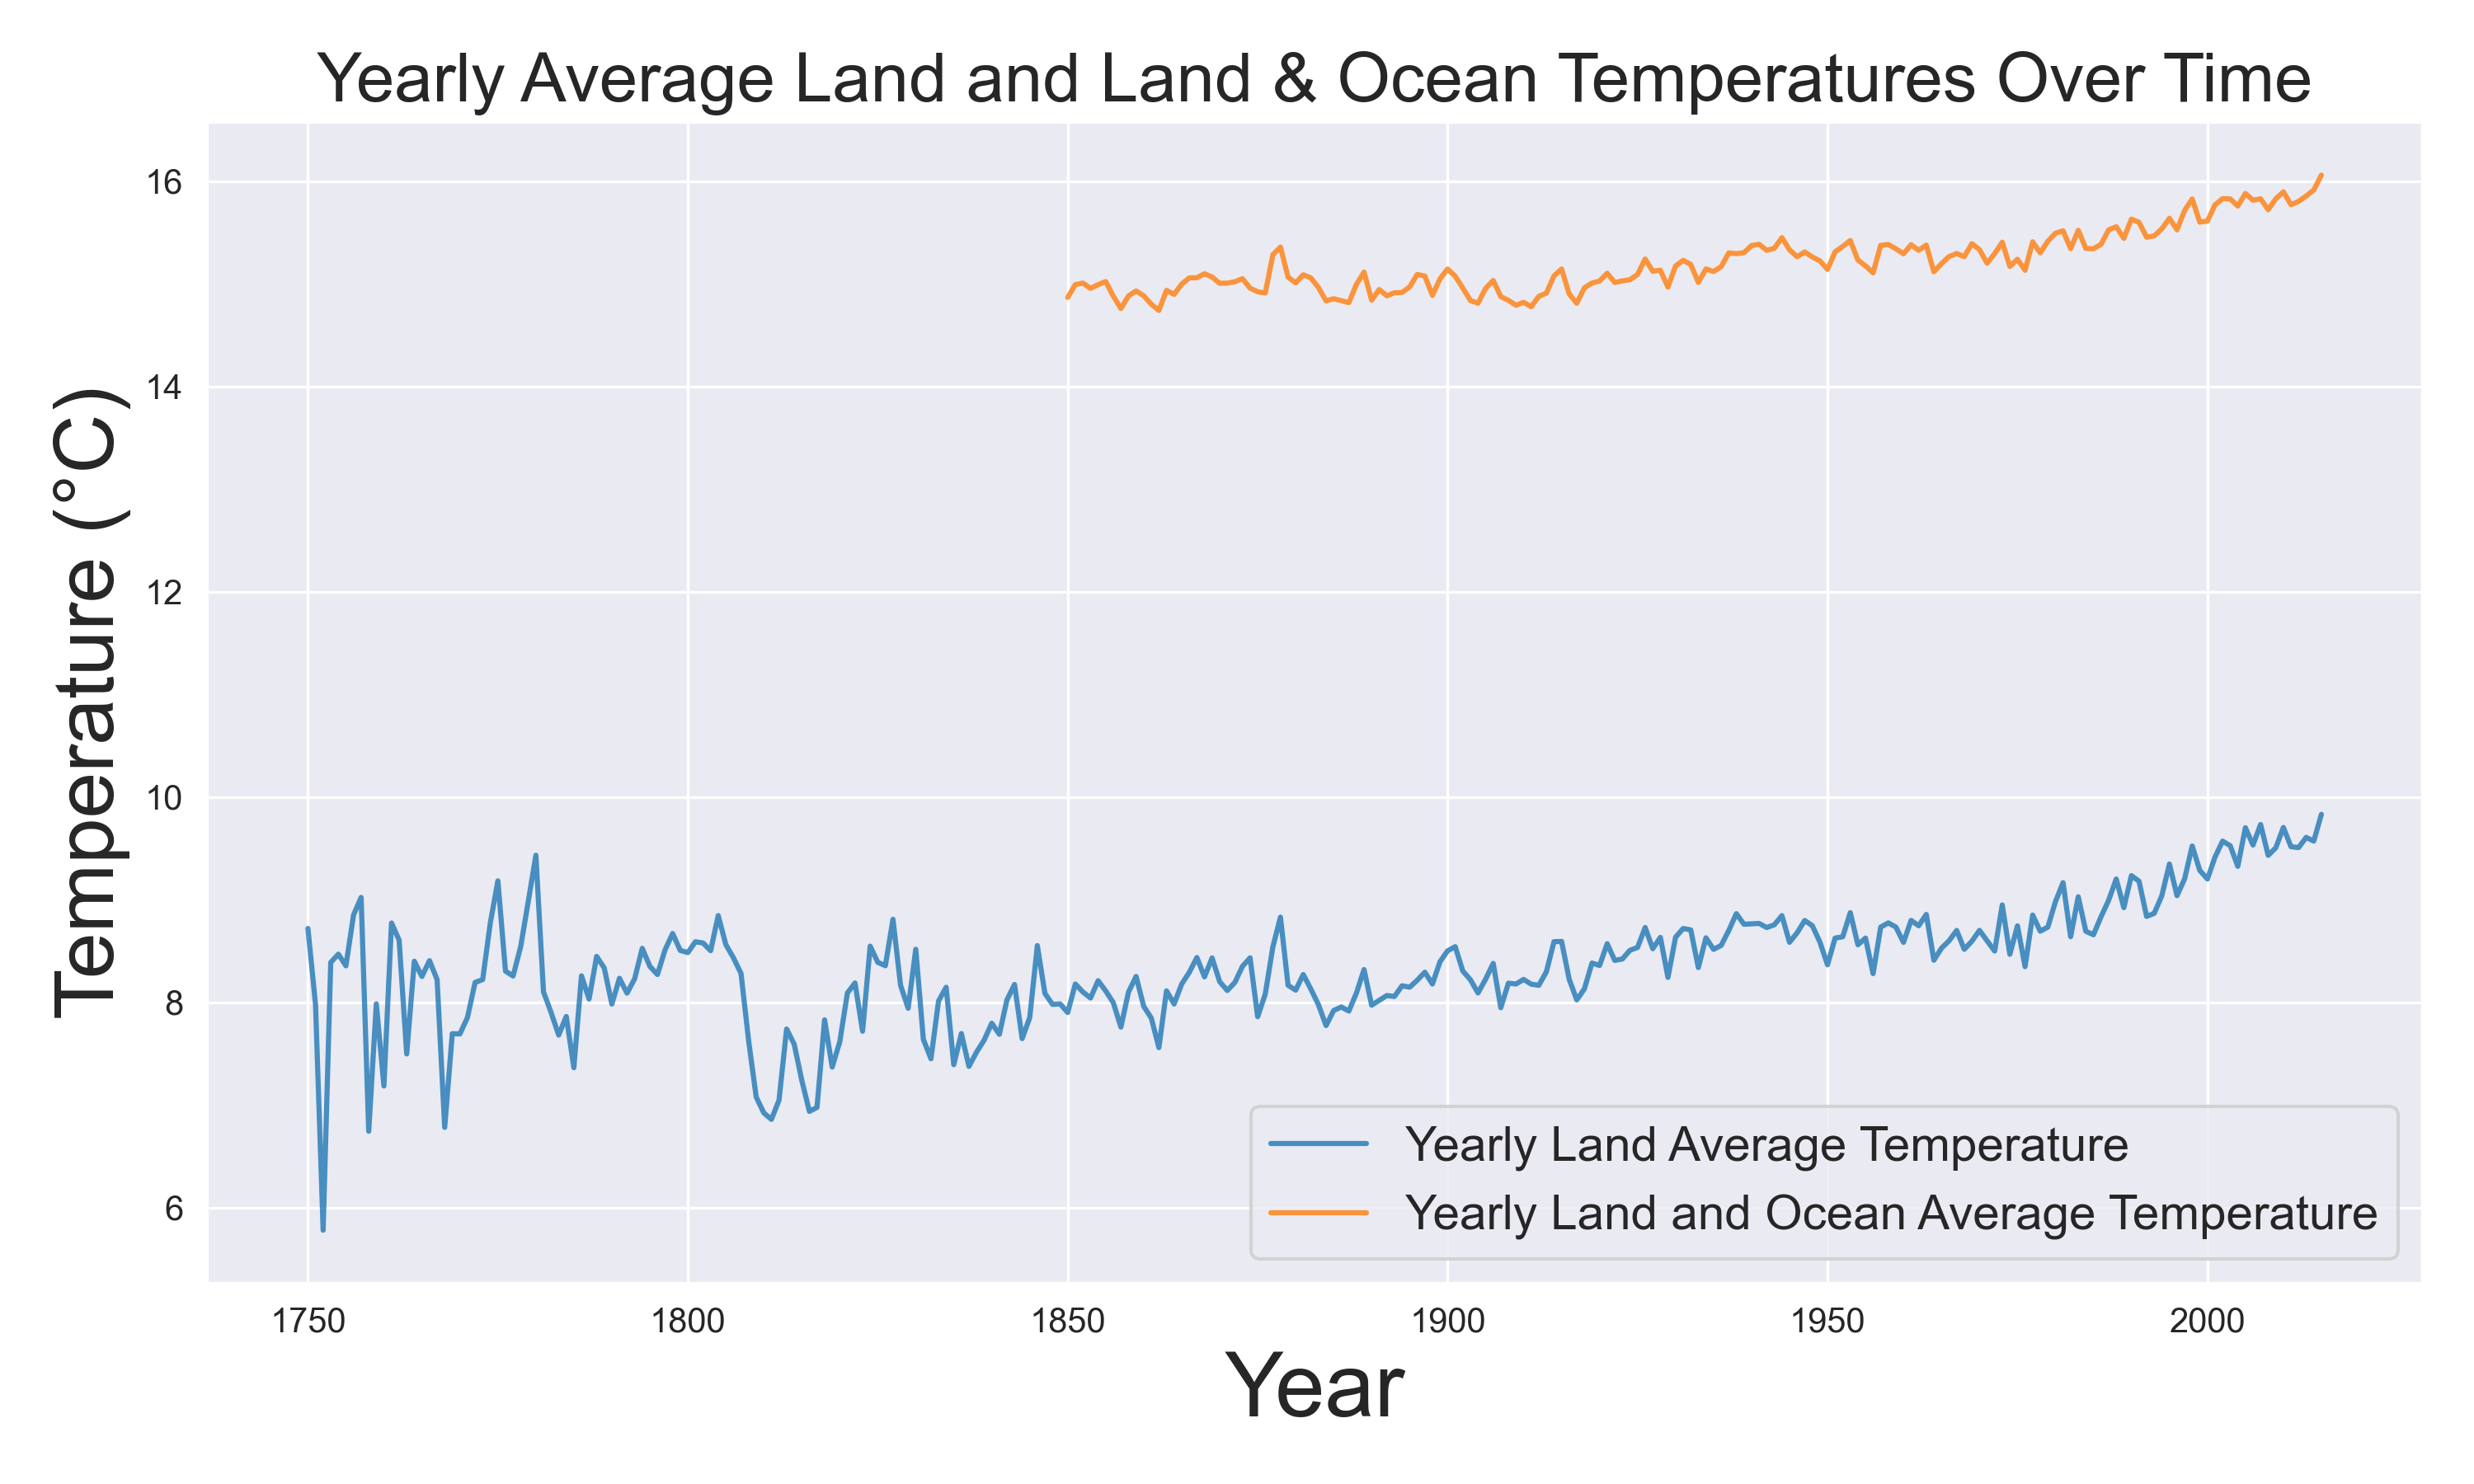 Yearly Average Land and Land & Ocean Temperatures Over Time
Temperature (°C)
16
14
12
10
8
6
Yearly Land Average Temperature
Yearly Land and Ocean Average Temperature
1750 1800 1850 1900 1950 2000
Year